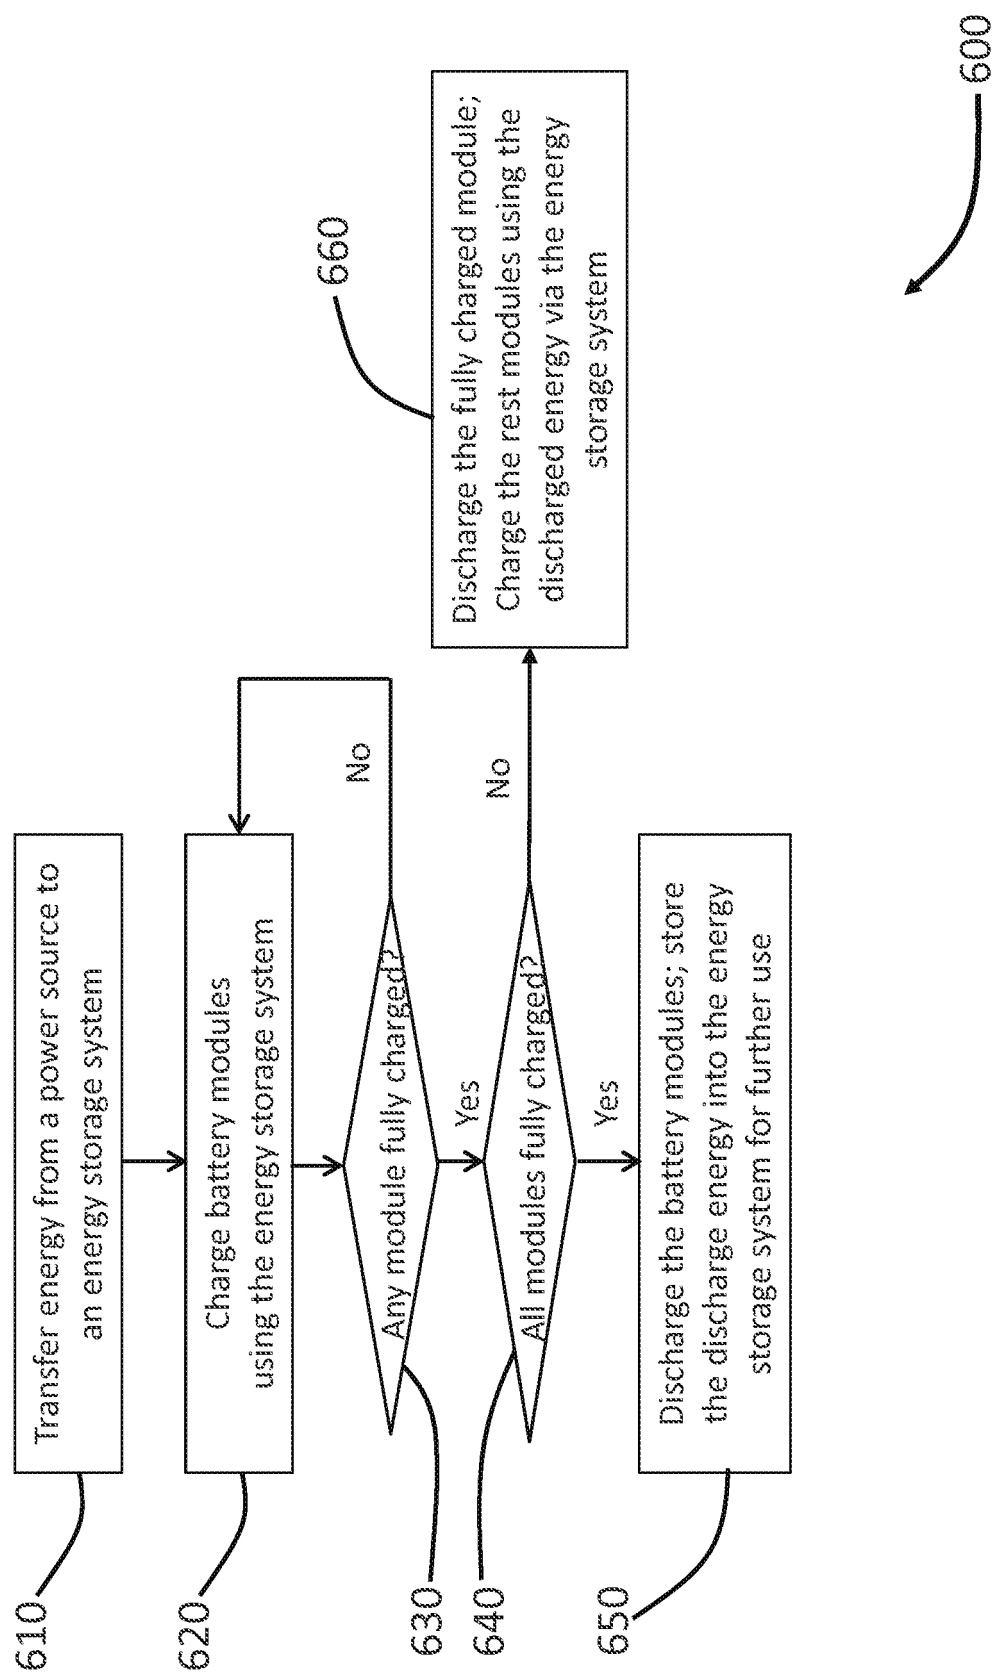 610
Transfer energy from a power source to
an energy storage system
620
Charge battery modules
using the energy storage system
630
Any module fully charged?
No
Yes
640
All modules fully charged?
No
Yes
650
Discharge the battery modules; store
the discharge energy into the energy
storage system for further use
660
Discharge the fully charged module;
Charge the rest modules using the
discharged energy via the energy
storage system
600